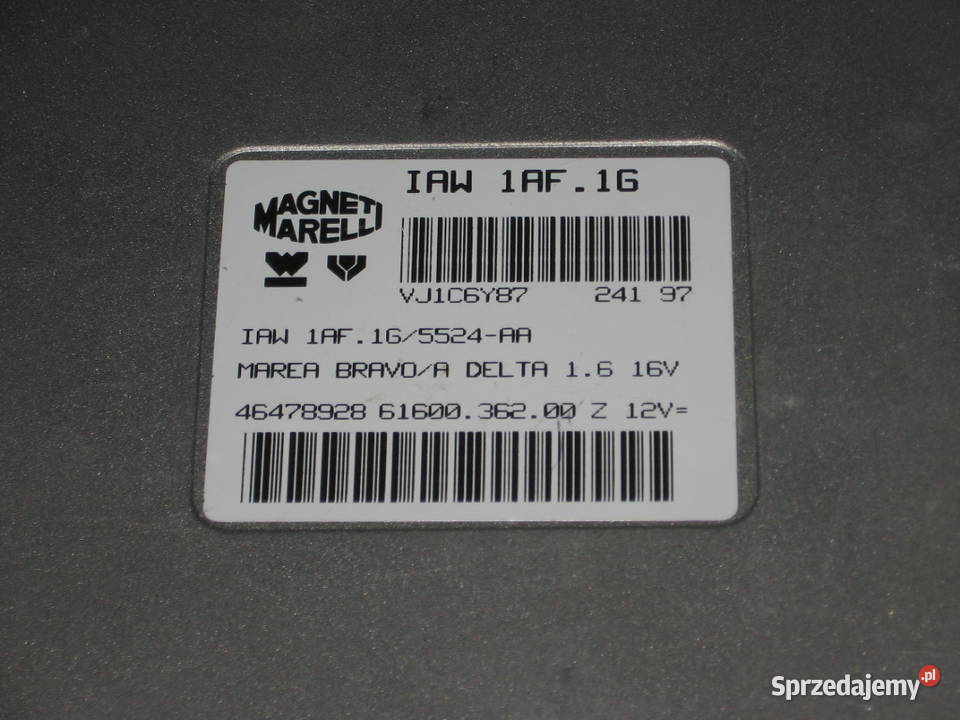 IAW 1AF.1G
MAGNETI
MARELLI
VJ1C6Y87 241 97
IAW 1AF.1G/5524-AA
MAREA BRAVO/A DELTA 1.6 16V
46478928 61600.362.00 Z 12V=
Sprzedajemy.pl